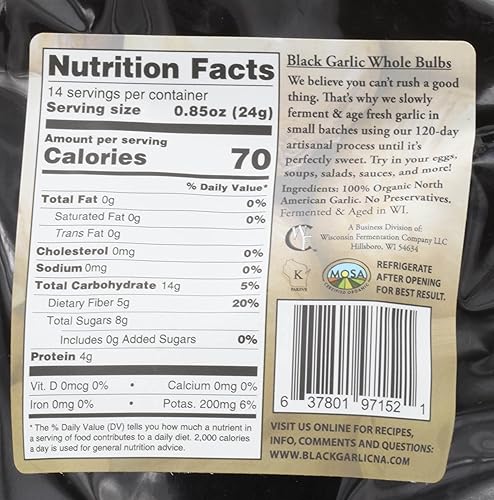 Nutrition Facts
14 servings per container
Serving size 0.85oz (24g)
Amount per serving
Calories 70
% Daily Value*
Total Fat 0g 0%
Saturated Fat 0g 0%
Trans Fat 0g
Cholesterol 0mg 0%
Sodium 0mg 0%
Total Carbohydrate 14g 5%
Dietary Fiber 5g 20%
Total Sugars 8g
Includes 0g Added Sugars 0%
Protein 4g
Vit. D 0mcg 0% • Calcium 0mg 0%
Iron 0mg 0% • Potas. 200mg 6%
* The % Daily Value (DV) tells you how much a nutrient in
a serving of food contributes to a daily diet. 2,000 calories
a day is used for general nutrition advice.
Black Garlic Whole Bulbs
We believe you can't rush a good
thing. That's why we slowly
ferment & age fresh garlic in
small batches using our 120-day
artisanal process until it's
perfectly sweet. Try in your eggs,
soups, salads, sauces, and more!
Ingredients: 100% Organic North
American Garlic. No Preservatives.
Fermented & Aged in WI.
A Business Division of:
Wisconsin Fermentation Company LLC
Hillsboro, WI 54634
K
PAREVE
MOSA
CERTIFIED ORGANIC
REFRIGERATE
AFTER OPENING
FOR BEST RESULT.
6 37801 97152 1
VISIT US ONLINE FOR RECIPES,
INFO, COMMENTS AND QUESTIONS:
WWW.BLACKGARLICNA.COM